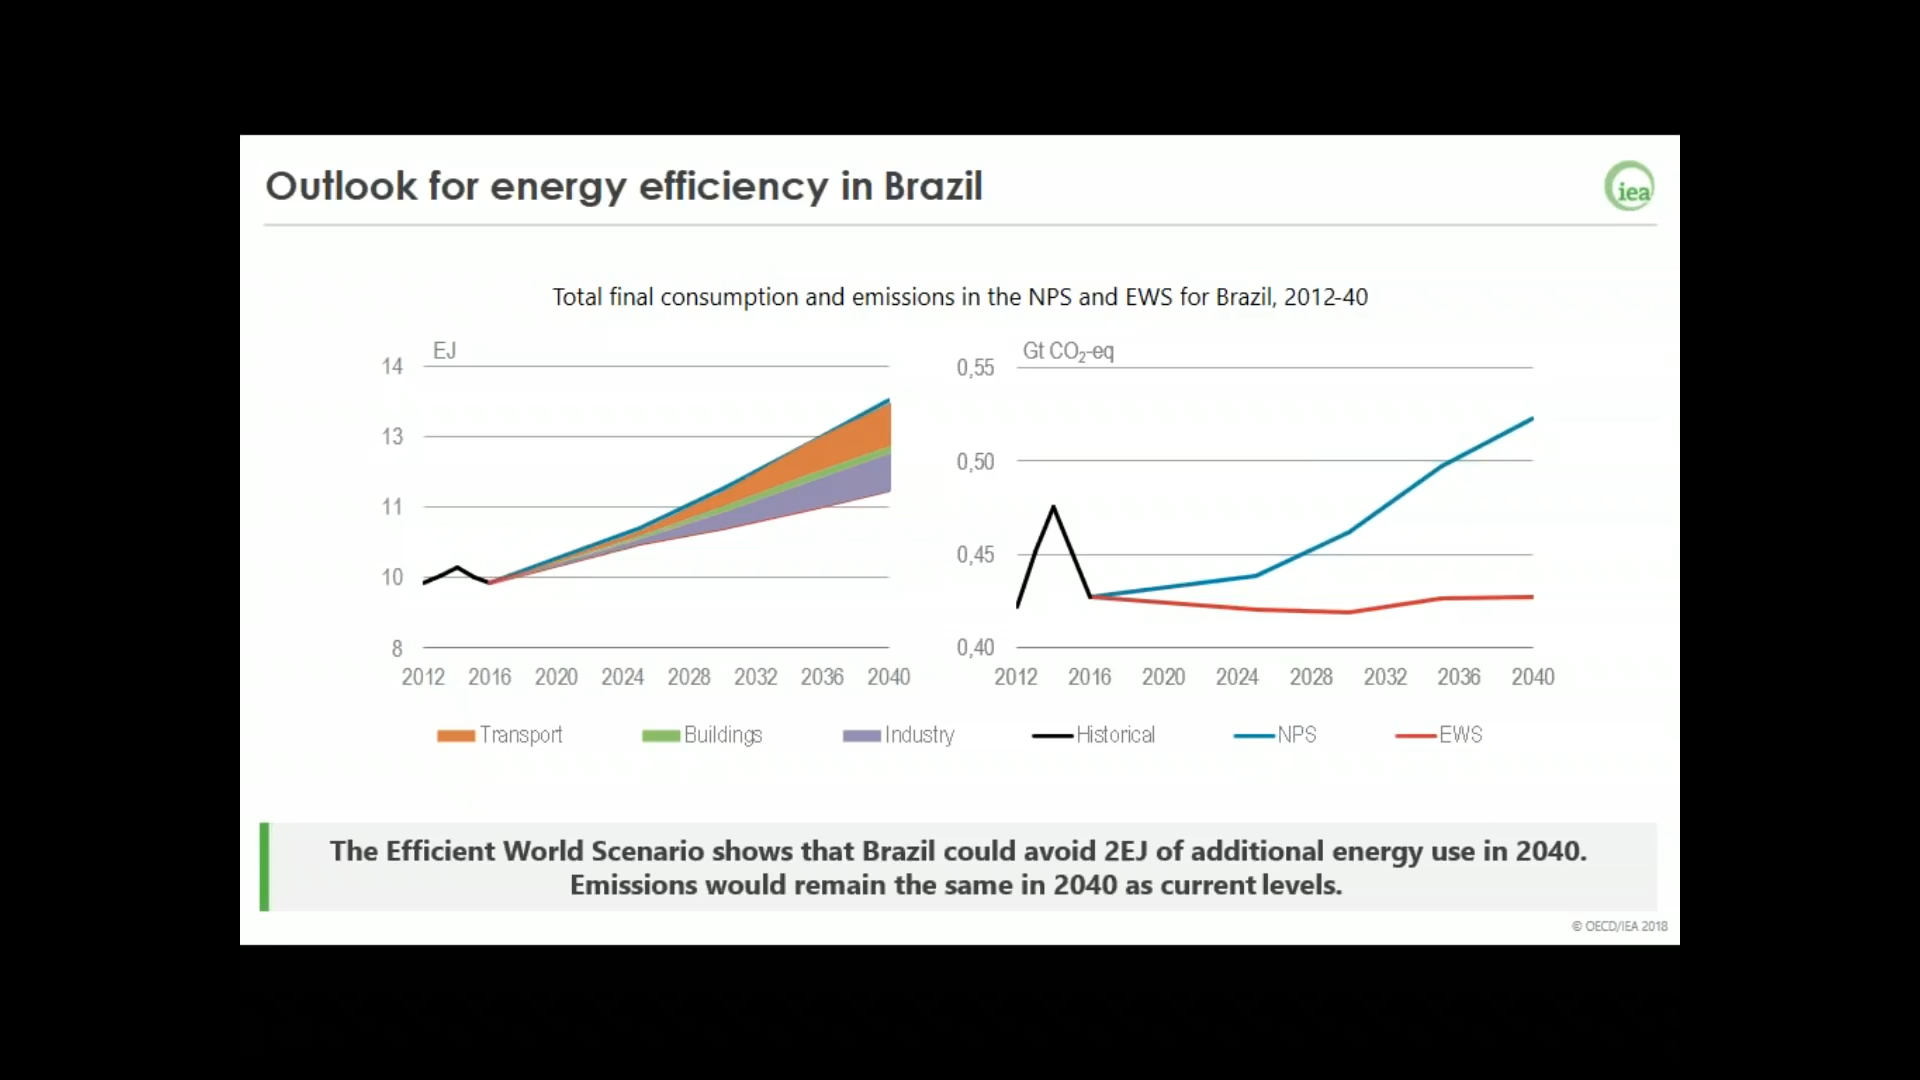 Outlook for energy efficiency in Brazil
iea
Total final consumption and emissions in the NPS and EWS for Brazil, 2012-40
EJ
14
13
11
10
8
2012 2016 2020 2024 2028 2032 2036 2040
Gt CO₂-eq
0,55
0,50
0,45
0,40
2012 2016 2020 2024 2028 2032 2036 2040
Transport Buildings Industry Historical NPS EWS
The Efficient World Scenario shows that Brazil could avoid 2EJ of additional energy use in 2040.
Emissions would remain the same in 2040 as current levels.
© OECD/IEA 2018